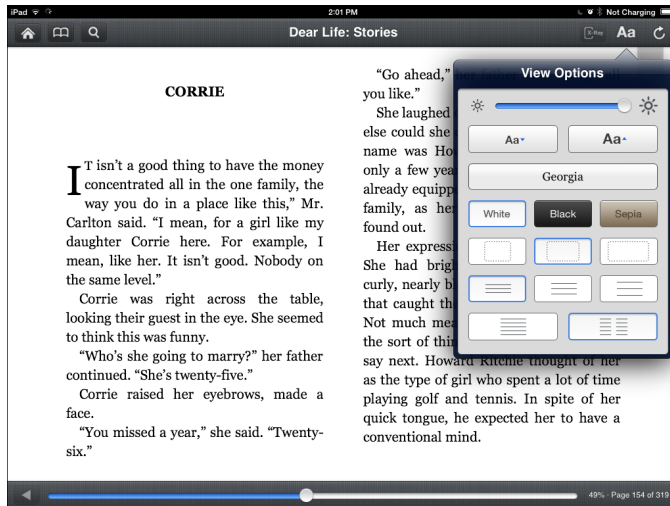 iPad
2:01 PM
Not Charging
Dear Life: Stories
X-Ray
Aa
CORRIE
IT isn't a good thing to have the money
concentrated all in the one family, the
way you do in a place like this,” Mr.
Carlton said. “I mean, for a girl like my
daughter Corrie here. For example, I
mean, like her. It isn't good. Nobody on
the same level.”
Corrie was right across the table,
looking their guest in the eye. She seemed
to think this was funny.
“Who's she going to marry?” her father
continued. “She's twenty-five.”
Corrie raised her eyebrows, made a
face.
“You missed a year,” she said. “Twenty-
six.”
“Go ahead,”
you like.”
She laughed
else could she
name was Ho
only a few yea
already equipp
family, as her
found out.
Her expressi
She had brig
curly, nearly b
that caught the
Not much mea
the sort of thin
say next. Howard Ritchie thought of her
as the type of girl who spent a lot of time
playing golf and tennis. In spite of her
quick tongue, he expected her to have a
conventional mind.
View Options
Aa
Aa
Georgia
White
Black
Sepia
49% · Page 154 of 319